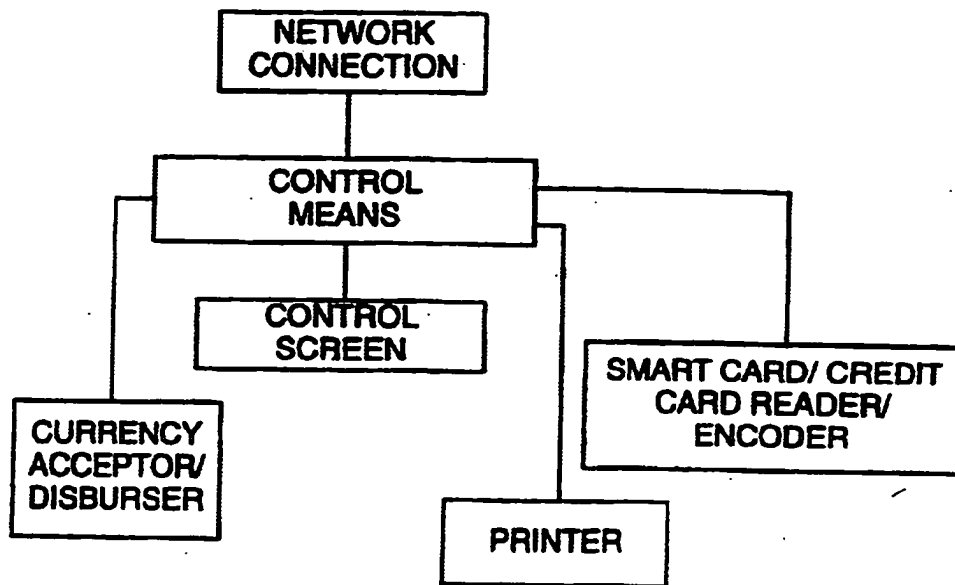 NETWORK
CONNECTION
CONTROL
MEANS
CONTROL
SCREEN
SMART CARD/ CREDIT
CARD READER/
ENCODER
CURRENCY
ACCEPTOR/
DISBURSER
PRINTER